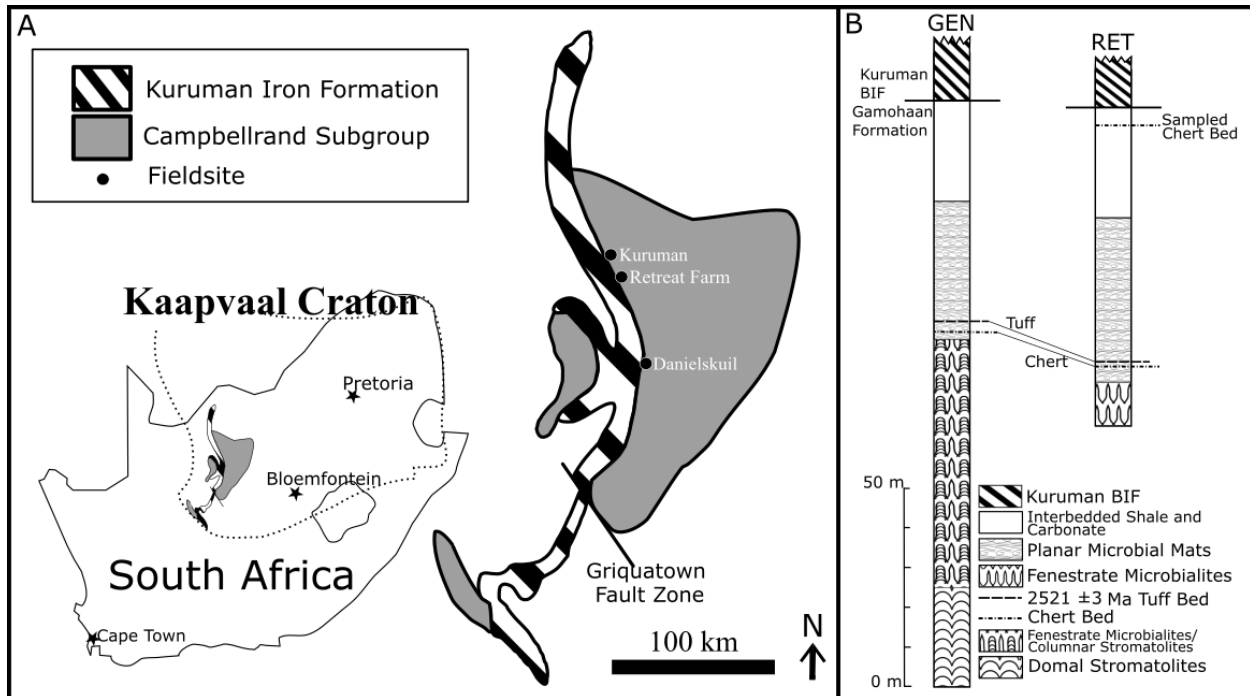 A
Kuruman Iron Formation
Campbellrand Subgroup
Fieldsite
Kuruman
Retreat Farm
Danielskuil
Griquatown
Fault Zone
100 km
N
Kaapvaal Craton
Pretoria
Bloemfontein
South Africa
Cape Town
B
GEN
RET
Kuruman
BIF
Gamohaan
Formation
Sampled
Chert Bed
Tuff
Chert
50 m
0 m
Kuruman BIF
Interbedded Shale and
Carbonate
Planar Microbial Mats
Fenestrate Microbialites
2521 ±3 Ma Tuff Bed
Chert Bed
Fenestrate Microbialites/
Columnar Stromatolites
Domal Stromatolites